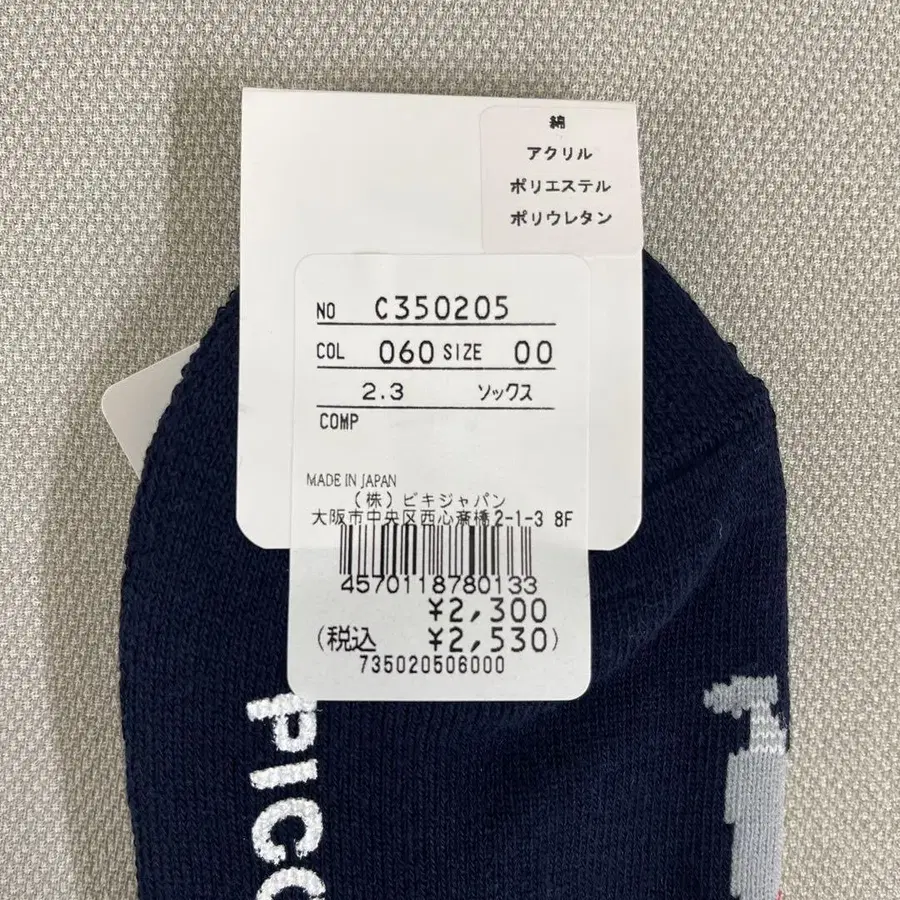 綿
アクリル
ポリエステル
ポリウレタン
NO C350205
COL 060 SIZE 00
2.3 ソックス
COMP
MADE IN JAPAN
(株)ビキジャパン
大阪市中央区西心斎橋2-1-3 8F
4570118780133
¥2,300
(税込 ¥2,530)
735020506000
PICO